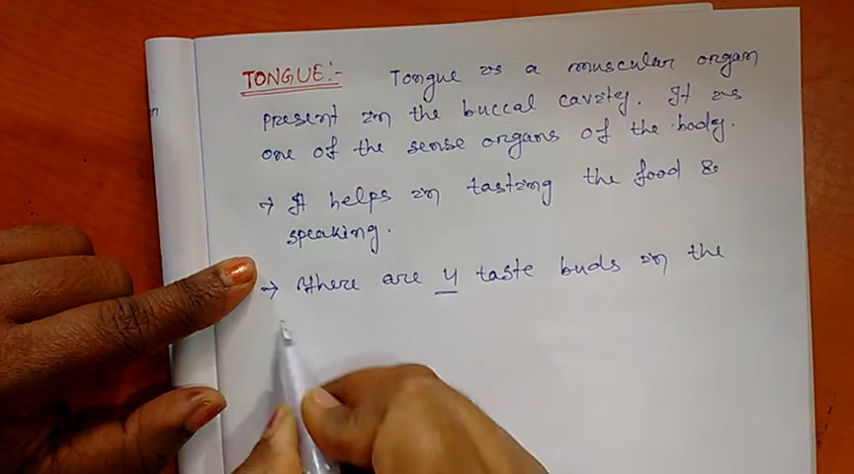 TONGUE:- Tongue is a muscular organ
present in the buccal cavity. It is
one of the sense organs of the body.
→ It helps in tasting the food &
speaking.
→ There are 4 taste buds in the